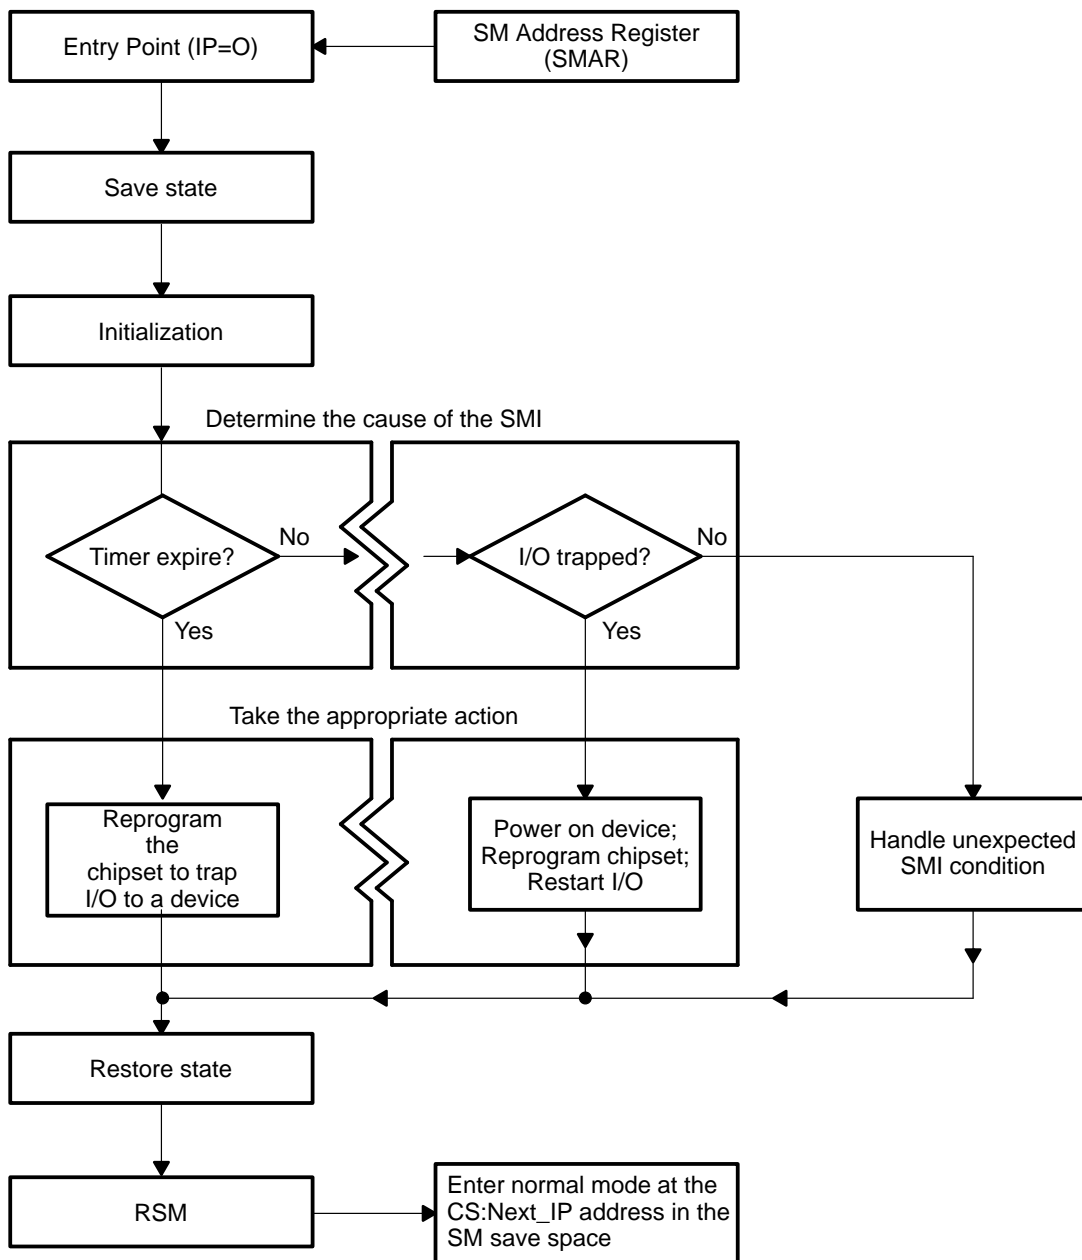 Entry Point (IP=O)
SM Address Register
(SMAR)
Save state
Initialization
Determine the cause of the SMI
Timer expire?
No
Yes
I/O trapped?
No
Yes
Take the appropriate action
Reprogram
the
chipset to trap
I/O to a device
Power on device;
Reprogram chipset;
Restart I/O
Handle unexpected
SMI condition
Restore state
RSM
Enter normal mode at the
CS:Next_IP address in the
SM save space